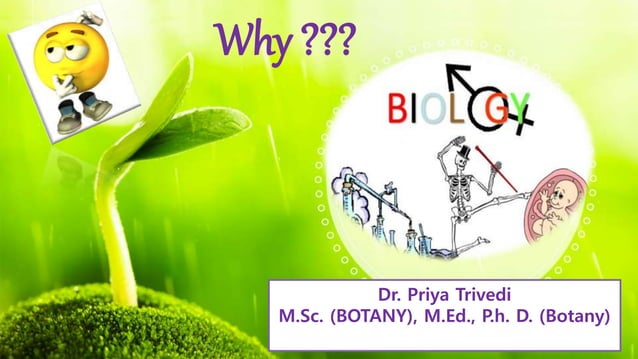 Why ???
BIOLOGY
Dr. Priya Trivedi
M.Sc. (BOTANY), M.Ed., P.h. D. (Botany)